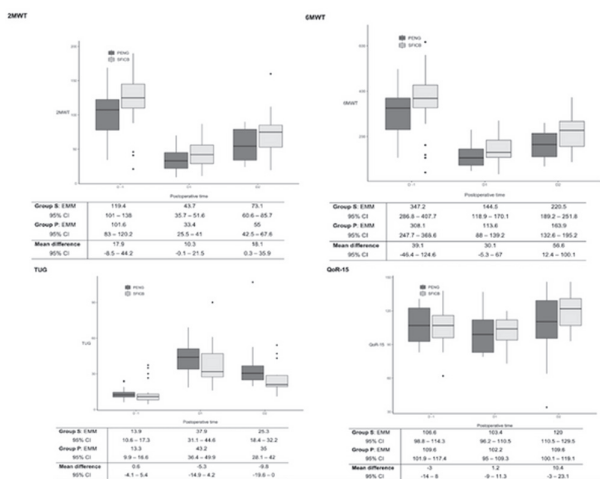 2MWT
PENG
SFICB
2MWT
Postoperative time
Group S: EMM 119.4 43.7 73.1
95% CI 101 – 138 35.7 – 51.6 60.6 – 85.7
Group P: EMM 101.6 33.4 55
95% CI 83 – 120.2 25.5 – 41 42.5 – 67.6
Mean difference 17.8 10.3 18.1
95% CI -8.5 – 44.2 -0.1 – 21.5 0.3 – 35.9
6MWT
PENG
SFICB
6MWT
Postoperative time
Group S: EMM 347.2 144.5 220.5
95% CI 286.8 – 407.7 118.9 – 170.1 189.2 – 251.8
Group P: EMM 308.1 113.6 163.9
95% CI 247.7 – 368.6 88 – 139.2 132.6 – 195.2
Mean difference 39.1 30.1 56.6
95% CI -46.4 – 124.6 -5.3 – 67 12.4 – 100.1
TUG
PENG
SFICB
TUG
Postoperative time
Group S: EMM 13.9 37.9 25.3
95% CI 10.6 – 17.3 31.1 – 44.6 18.4 – 32.2
Group P: EMM 13.3 43.2 35
95% CI 9.9 – 16.6 36.4 – 49.9 28.1 – 42
Mean difference 0.6 -5.3 -9.8
95% CI -4.1 – 5.4 -14.9 – 4.2 -19.6 – 0
QoR-15
PENG
SFICB
QoR-15
Postoperative time
Group S: EMM 106.6 103.4 120
95% CI 98.8 – 114.3 96.2 – 110.5 110.5 – 129.5
Group P: EMM 109.6 102.2 109.6
95% CI 101.8 – 117.4 95 – 109.3 100.1 – 119.1
Mean difference -3 1.2 10.4
95% CI -14 – 8 -9 – 11.3 -3 – 23.1